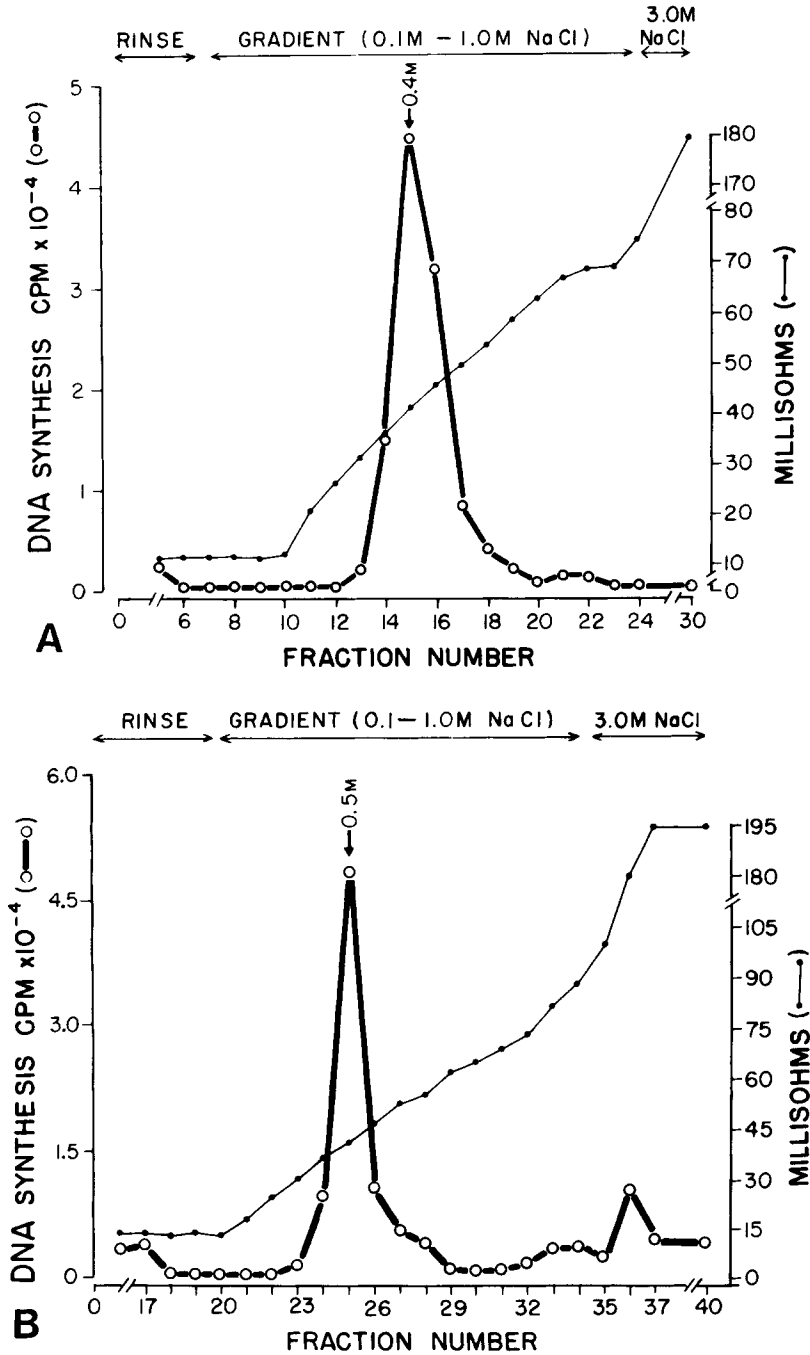 3.0M
RINSE GRADIENT (0.1M - 1.0M NaCl) NaCl
0.4M
DNA SYNTHESIS CPM x 10-4 (o-o)
5
4
3
2
1
0
180
170
80
70
60
50
40
30
20
10
0
MILLISOHMS (•—•)
0 6 8 10 12 14 16 18 20 22 24 30
A
FRACTION NUMBER
RINSE GRADIENT (0.1 - 1.0M NaCl) 3.0M NaCl
0.5M
DNA SYNTHESIS CPM x10-4 (o-o)
6.0
4.5
3.0
1.5
0
195
180
105
90
75
60
45
30
15
0
MILLISOHMS (•—•)
0 17 20 23 26 29 32 35 37 40
B
FRACTION NUMBER